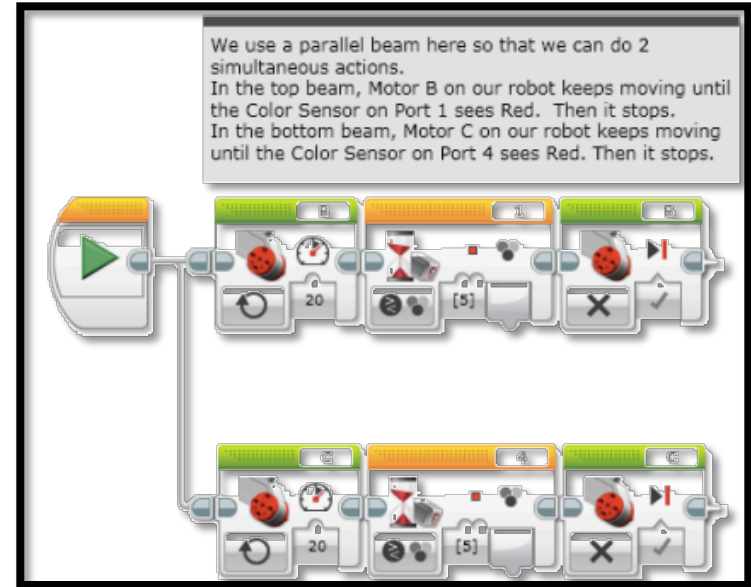 We use a parallel beam here so that we can do 2
simultaneous actions.
In the top beam, Motor B on our robot keeps moving until
the Color Sensor on Port 1 sees Red. Then it stops.
In the bottom beam, Motor C on our robot keeps moving
until the Color Sensor on Port 4 sees Red. Then it stops.
B 1 B
20 [5]
C 4 C
20 [5]